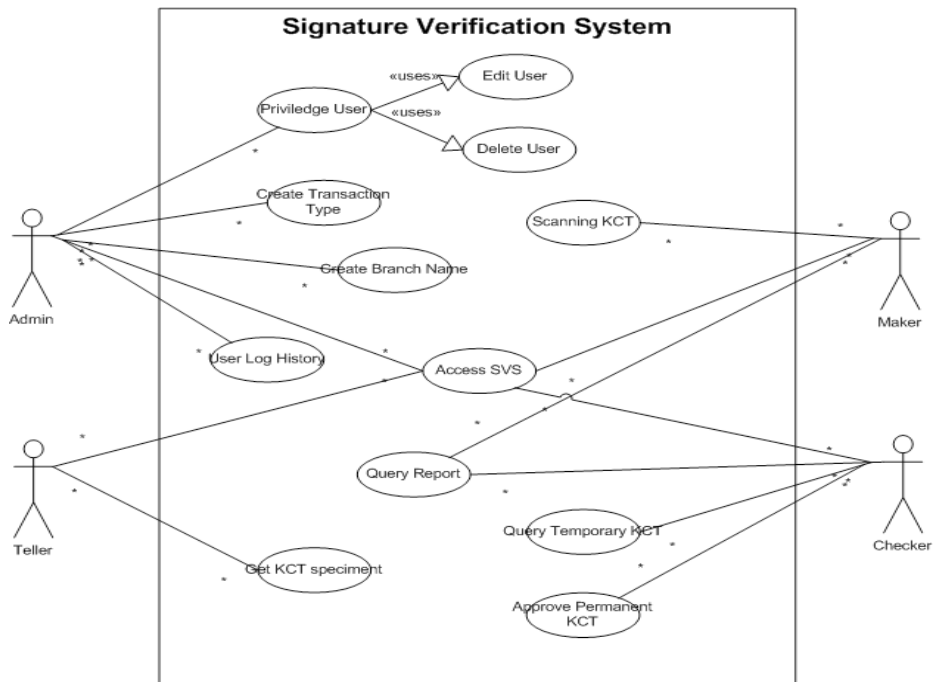 Signature Verification System
«uses»
Edit User
Priviledge User
«uses»
Delete User
Create Transaction
Type
Scanning KCT
Create Branch Name
Admin
Maker
User Log History
Access SVS
Query Report
Query Temporary KCT
Teller
Checker
Get KCT speciment
Approve Permanent
KCT